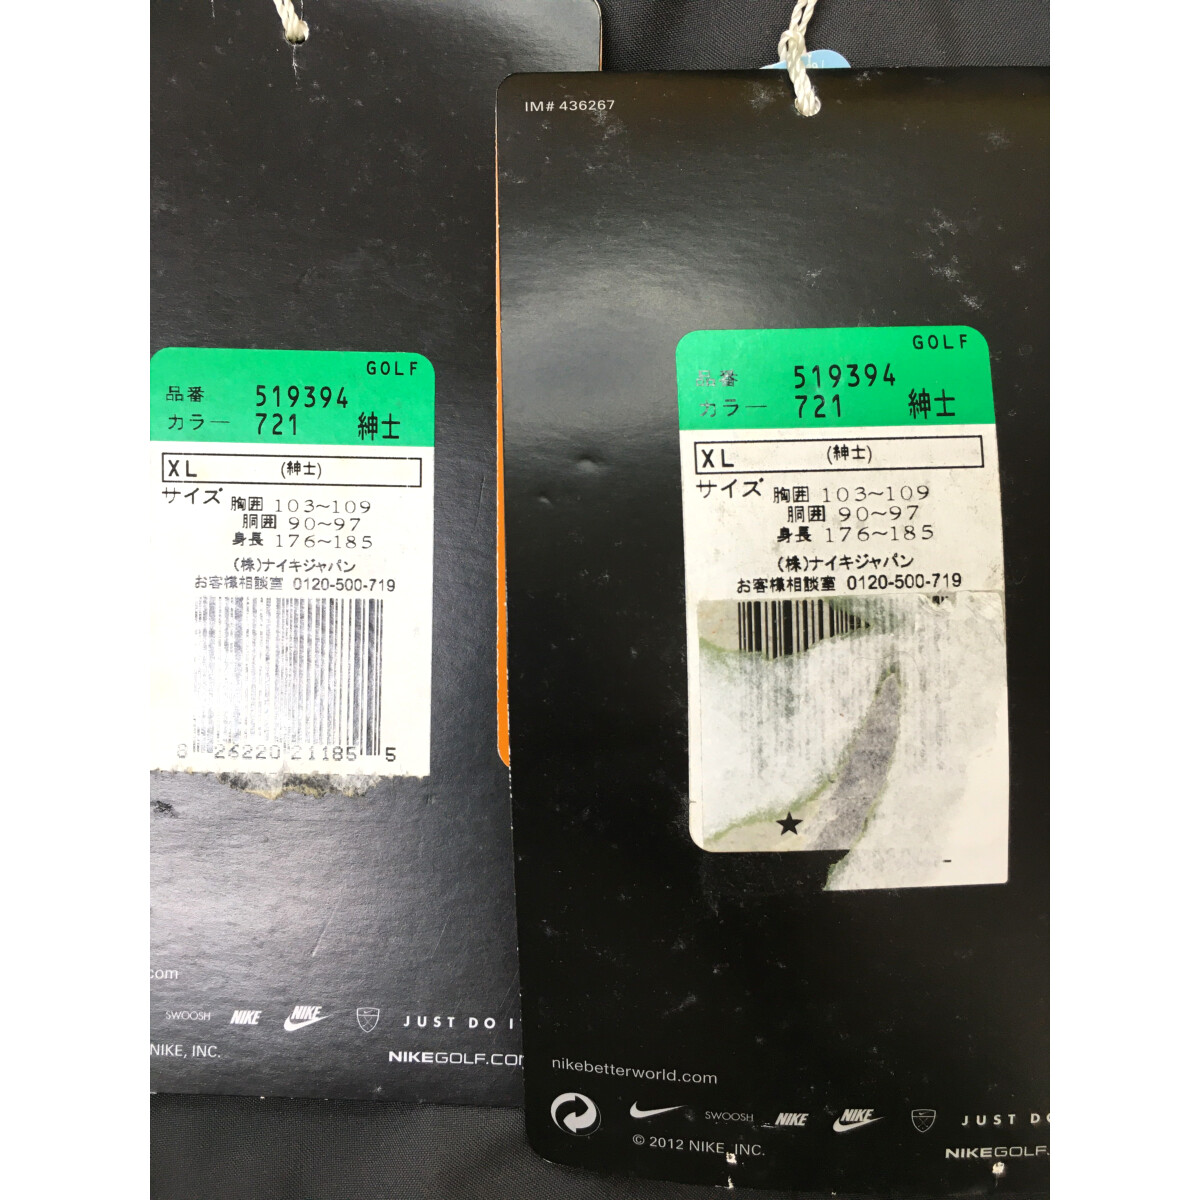 GOLF
品番 519394
カラー 721 紳士
XL (紳士)
サイズ 胸囲 103~109
胴囲 90~97
身長 176~185
(株)ナイキジャパン
お客様相談室 0120-500-719
26220 21185 5
com
SWOOSH NIKE NIKE JUST DO I
NIKE, INC.
NIKEGOLF.CO
IM# 436267
GOLF
品番 519394
カラー 721 紳士
XL (紳士)
サイズ 胸囲 103~109
胴囲 90~97
身長 176~185
(株)ナイキジャパン
お客様相談室 0120-500-719
★
nikebetterworld.com
SWOOSH NIKE NIKE JUST DO
© 2012 NIKE, INC.
NIKEGOLF.